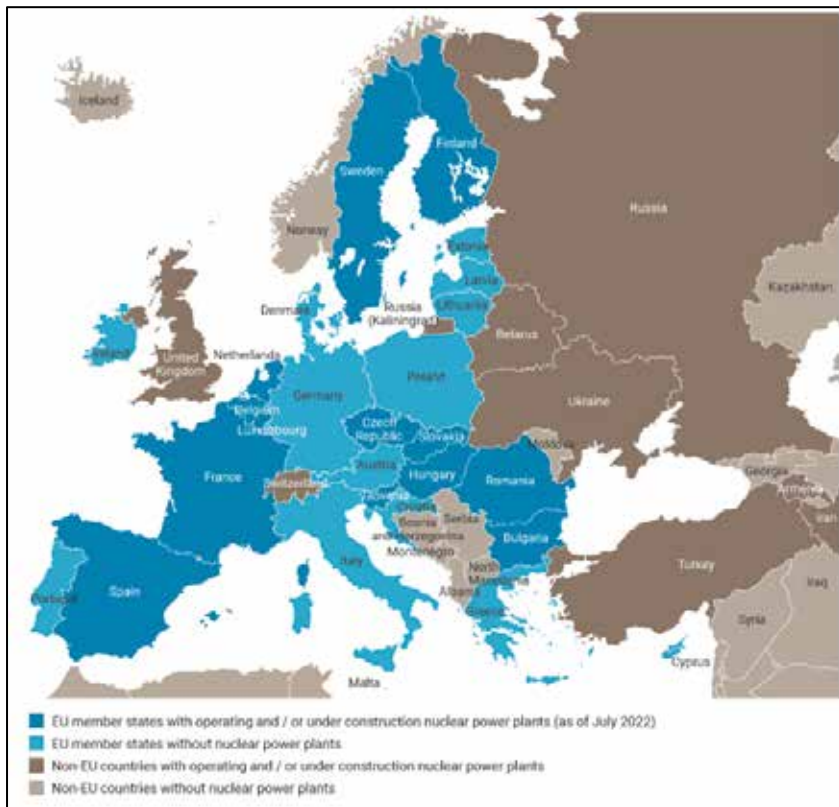 Iceland
Finland
Sweden
Russia
Norway
Estonia
Kazakhstan
Latvia
Lithuania
Denmark
Russia
(Kaliningrad)
Belarus
Ireland
United
Kingdom
Netherlands
Poland
Germany
Belgium
Ukraine
Luxembourg
Czech
Republic
Slovakia
Moldova
Austria
Hungary
France
Switzerland
Romania
Georgia
Slovenia
Armenia
Croatia
Bosnia
and Herzegovina
Serbia
Iran
Montenegro
Bulgaria
Italy
North
Macedonia
Turkey
Albania
Iraq
Portugal
Spain
Greece
Syria
Cyprus
Malta
EU member states with operating and / or under construction nuclear power plants (as of July 2022)
EU member states without nuclear power plants
Non-EU countries with operating and / or under construction nuclear power plants
Non-EU countries without nuclear power plants